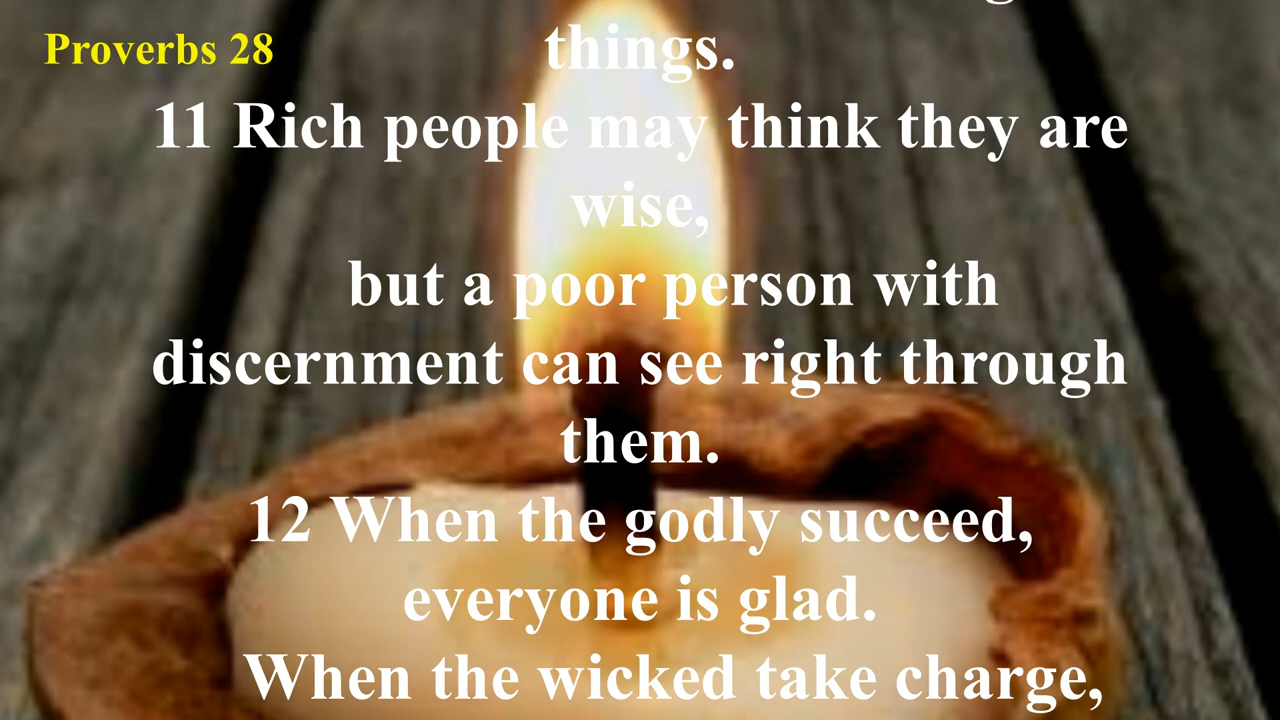 Proverbs 28
things.
11 Rich people may think they are
wise,
but a poor person with
discernment can see right through
them.
12 When the godly succeed,
everyone is glad.
When the wicked take charge,